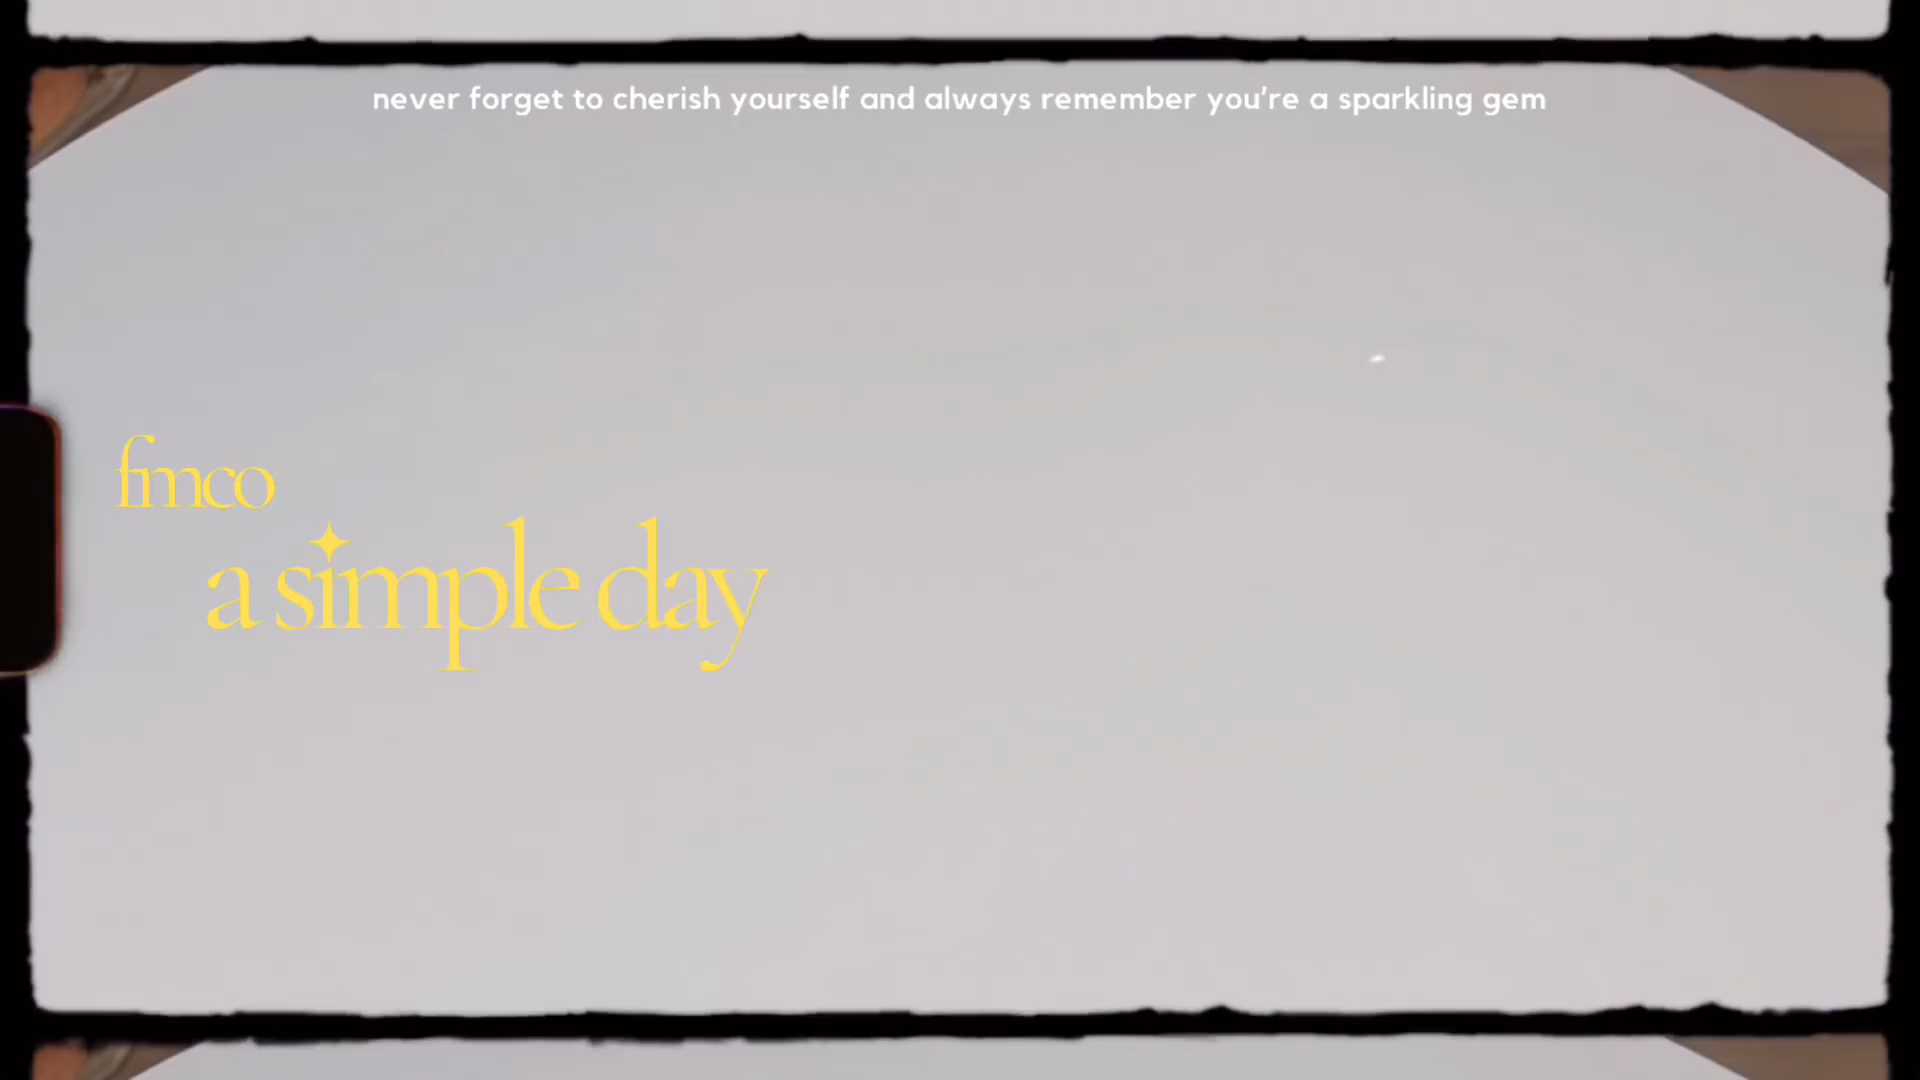 never forget to cherish yourself and always remember you’re a sparkling gem
fmco
a simple day